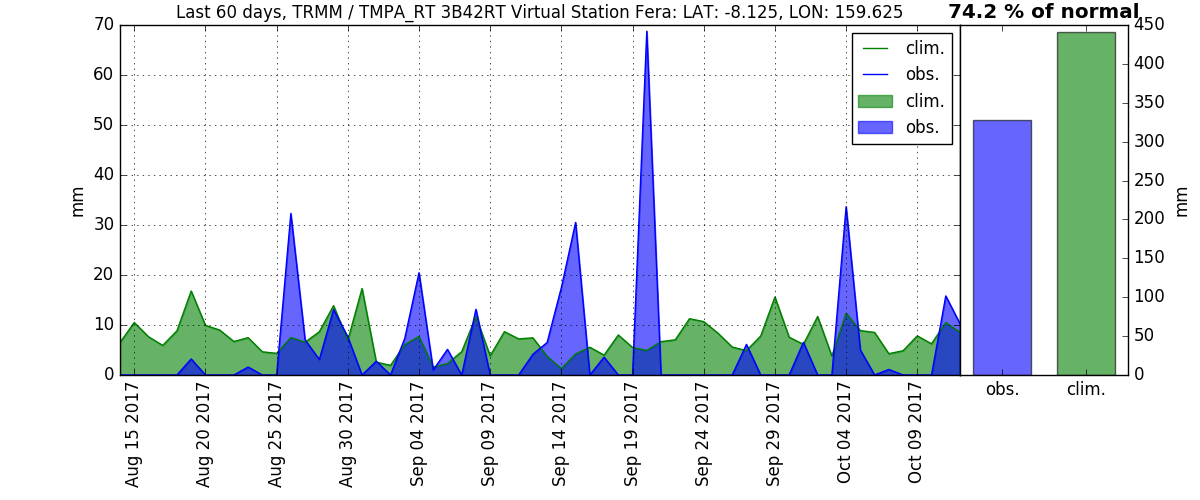 Last 60 days, TRMM / TMPA_RT 3B42RT Virtual Station Fera: LAT: -8.125, LON: 159.625
74.2 % of normal
70
60
50
40
30
20
10
0
mm
clim.
obs.
clim.
obs.
450
400
350
300
250
200
150
100
50
0
mm
obs.
clim.
Aug 15 2017
Aug 20 2017
Aug 25 2017
Aug 30 2017
Sep 04 2017
Sep 09 2017
Sep 14 2017
Sep 19 2017
Sep 24 2017
Sep 29 2017
Oct 04 2017
Oct 09 2017